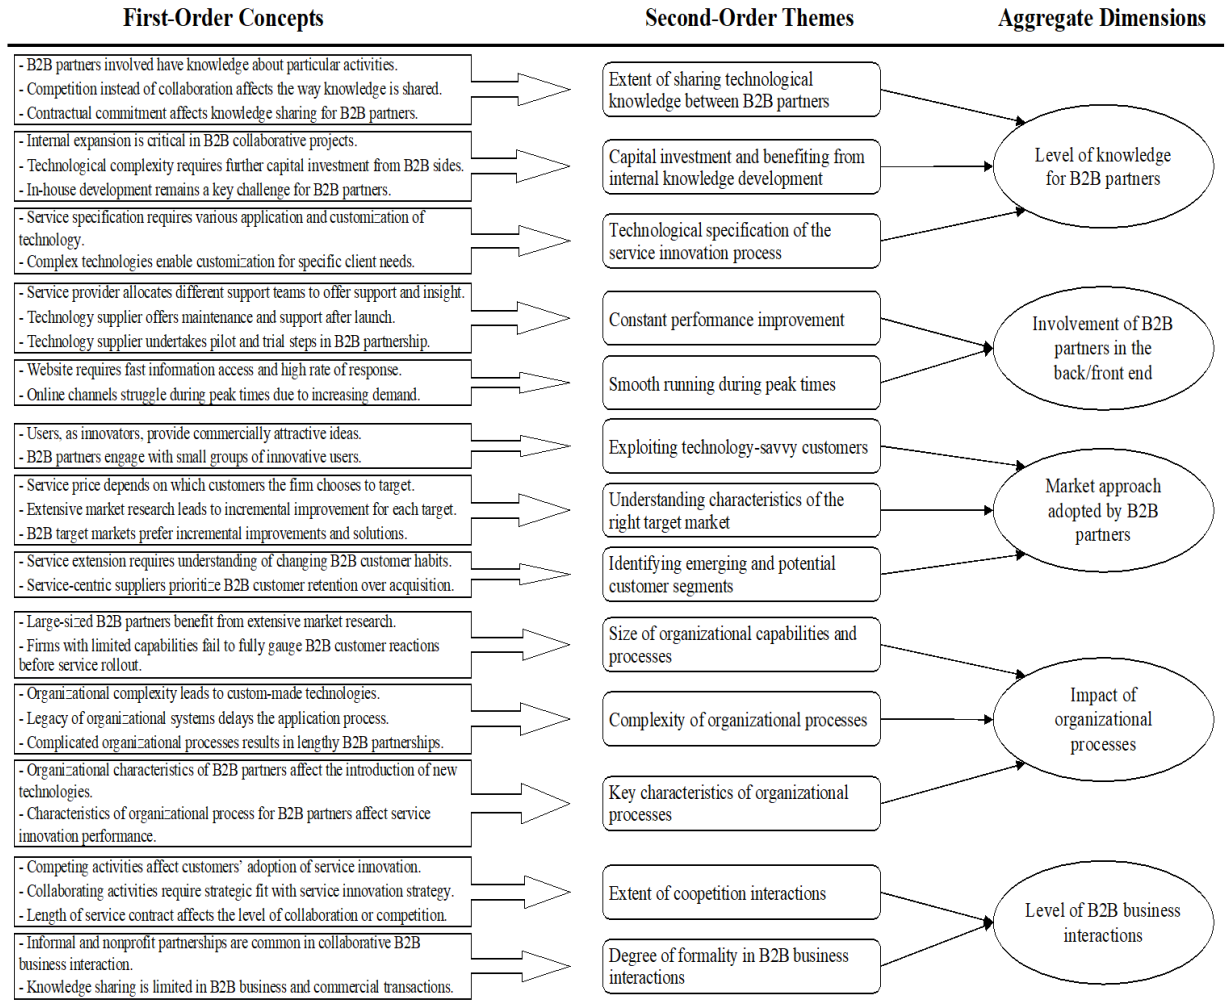 First-Order Concepts
Second-Order Themes
Aggregate Dimensions
- B2B partners involved have knowledge about particular activities.
- Competition instead of collaboration affects the way knowledge is shared.
- Contractual commitment affects knowledge sharing for B2B partners.
Extent of sharing technological
knowledge between B2B partners
- Internal expansion is critical in B2B collaborative projects.
- Technological complexity requires further capital investment from B2B sides.
- In-house development remains a key challenge for B2B partners.
Capital investment and benefiting from
internal knowledge development
- Service specification requires various application and customization of
technology.
- Complex technologies enable customization for specific client needs.
Technological specification of the
service innovation process
Level of knowledge
for B2B partners
- Service provider allocates different support teams to offer support and insight.
- Technology supplier offers maintenance and support after launch.
- Technology supplier undertakes pilot and trial steps in B2B partnership.
Constant performance improvement
- Website requires fast information access and high rate of response.
- Online channels struggle during peak times due to increasing demand.
Smooth running during peak times
Involvement of B2B
partners in the
back/front end
- Users, as innovators, provide commercially attractive ideas.
- B2B partners engage with small groups of innovative users.
Exploiting technology-savvy customers
- Service price depends on which customers the firm chooses to target.
- Extensive market research leads to incremental improvement for each target.
- B2B target markets prefer incremental improvements and solutions.
Understanding characteristics of the
right target market
- Service extension requires understanding of changing B2B customer habits.
- Service-centric suppliers prioritize B2B customer retention over acquisition.
Identifying emerging and potential
customer segments
Market approach
adopted by B2B
partners
- Large-sized B2B partners benefit from extensive market research.
- Firms with limited capabilities fail to fully gauge B2B customer reactions
before service rollout.
Size of organizational capabilities and
processes
- Organizational complexity leads to custom-made technologies.
- Legacy of organizational systems delays the application process.
- Complicated organizational processes results in lengthy B2B partnerships.
Complexity of organizational processes
- Organizational characteristics of B2B partners affect the introduction of new
technologies.
- Characteristics of organizational process for B2B partners affect service
innovation performance.
Key characteristics of organizational
processes
Impact of
organizational
processes
- Competing activities affect customers' adoption of service innovation.
- Collaborating activities require strategic fit with service innovation strategy.
- Length of service contract affects the level of collaboration or competition.
Extent of coopetition interactions
- Informal and nonprofit partnerships are common in collaborative B2B
business interaction.
- Knowledge sharing is limited in B2B business and commercial transactions.
Degree of formality in B2B business
interactions
Level of B2B business
interactions